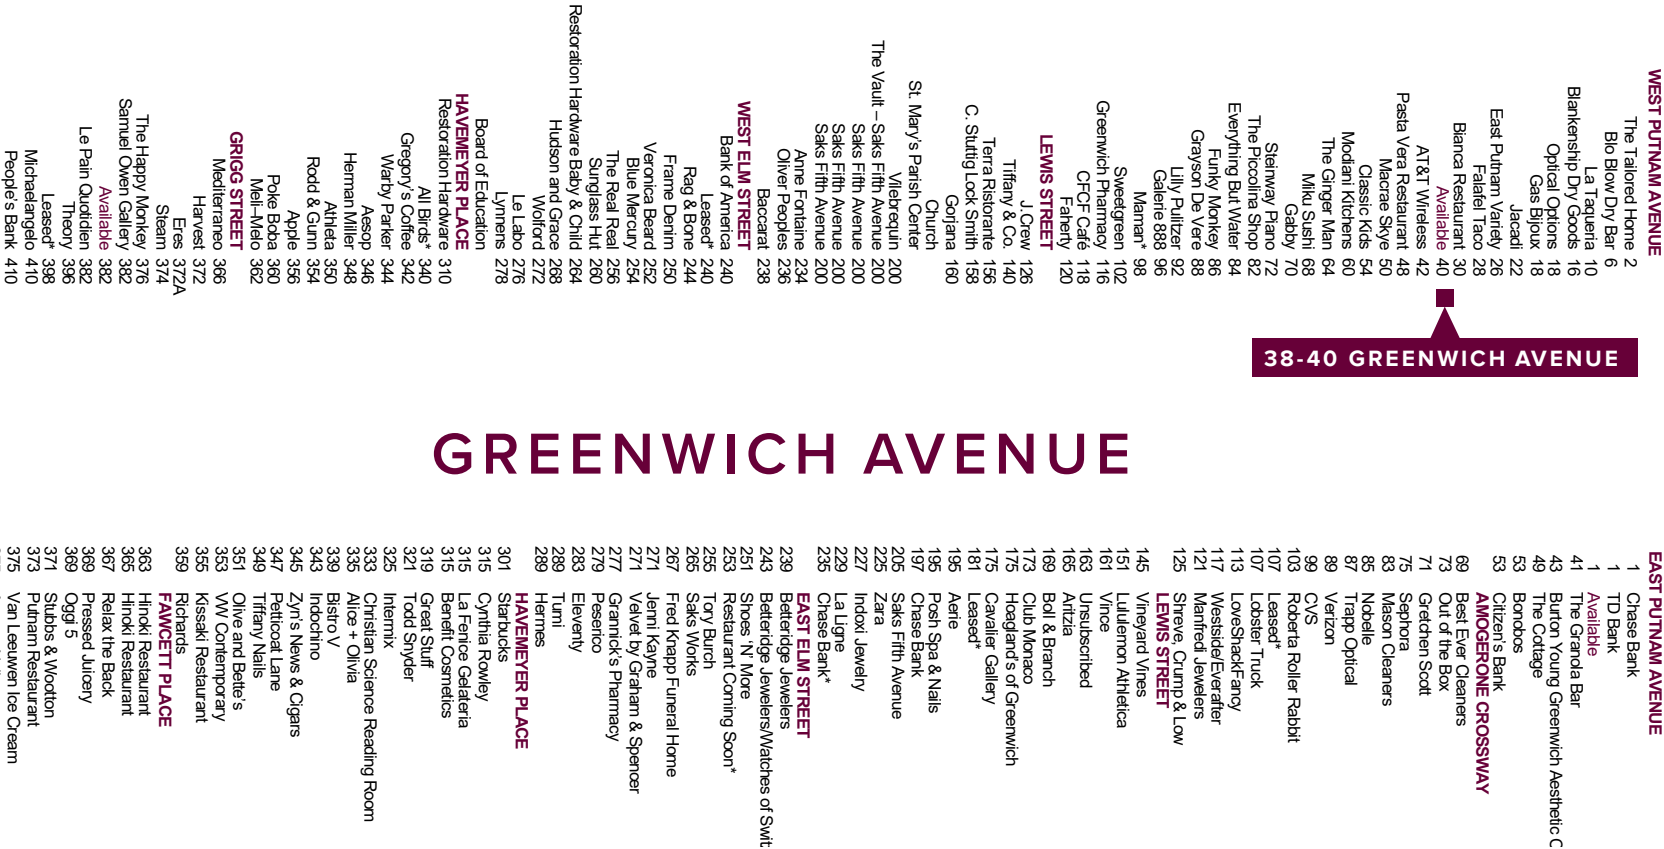 WEST PUTNAM AVENUE
The Tailored Home 2
Blo Blow Dry Bar 6
La Taqueria 10
Blankenship Dry Goods 16
Optical Options 18
Gas Bijoux 18
Jacadi 22
East Putnam Variety 26
Falafel Taco 28
Bianca Restaurant 30
Available 40
AT&T Wireless 42
Pasta Vera Restaurant 48
Macrae Skye 50
Classic Kids 54
Modani Kitchens 60
The Ginger Man 64
Miku Sushi 68
Gabby 70
Steinway Piano 72
The Piccolina Shop 82
Everything But Water 84
Funky Monkey 86
Grayson De Vere 88
Lilly Pulitzer 92
Galerie 888 96
Maman* 98
Sweetgreen 102
Greenwich Pharmacy 116
CFCF Café 118
Faherty 120
LEWIS STREET
J.Crew 126
Tiffany & Co. 140
Terra Ristorante 156
C. Stuttig Lock Smith 158
Gorjana 160
St. Mary's Parish Center
Church
Vilebrequin 200
The Vault – Saks Fifth Avenue 200
Saks Fifth Avenue 200
Saks Fifth Avenue 200
Saks Fifth Avenue 200
Anne Fontaine 234
Oliver Peoples 236
Baccarat 238
WEST ELM STREET
Bank of America 240
Leased* 240
Rag & Bone 244
Frame Denim 250
Veronica Beard 252
Blue Mercury 254
The Real Real 256
Sunglass Hut 260
Restoration Hardware Baby & Child 264
Hudson and Grace 268
Wolford 272
Le Labo 276
Lynnens 278
Board of Education
HAVEMEYER PLACE
Restoration Hardware 310
All Birds* 340
Gregory's Coffee 342
Warby Parker 344
Aesop 346
Herman Miller 348
Athleta 350
Rodd & Gunn 354
Apple 356
Poke Boba 360
Meli–Melo 362
GRIGG STREET
Mediterraneo 366
Harvest 372
Eres 372A
Steam 374
The Happy Monkey 376
Samuel Owen Gallery 382
Available 382
Le Pain Quotidien 382
Theory 396
Leased* 398
Michaelangelo 410
People's Bank 410
38-40 GREENWICH AVENUE
GREENWICH AVENUE
EAST PUTNAM AVENUE
1 Chase Bank
1 TD Bank
1 Available
41 The Granola Bar
43 Burton Young Greenwich Aesthetic
49 The Cottage
53 Bonobos
53 Citizen's Bank
AMOGERONE CROSSWAY
69 Best Ever Cleaners
73 Out of the Box
71 Gretchen Scott
75 Sephora
83 Mason Cleaners
85 Nobelle
87 Trapp Optical
89 Verizon
99 CVS
103 Roberta Roller Rabbit
107 Leased*
107 Lobster Truck
113 LoveShackFancy
117 Westside/Everafter
121 Manfredi Jewelers
125 Shreve, Crump & Low
LEWIS STREET
145 Vineyard Vines
151 Lululemon Athletica
161 Vince
163 Unsubscribed
165 Aritzia
169 Boll & Branch
173 Club Monaco
175 Hoagland's of Greenwich
175 Cavalier Gallery
181 Leased*
195 Aerie
195 Posh Spa & Nails
197 Chase Bank
205 Saks Fifth Avenue
225 Zara
227 Indoxi Jewelry
229 La Ligne
235 Chase Bank*
EAST ELM STREET
239 Betteridge Jewelers
243 Betteridge Jewelers/Watches of Swit
251 Shoes 'N' More
253 Restaurant Coming Soon*
255 Tory Burch
265 Saks Works
267 Fred Knapp Funeral Home
271 Jenni Kayne
271 Velvet by Graham & Spencer
277 Grannick's Pharmacy
279 Peserico
283 Eleventy
289 Tumi
289 Hermes
HAVEMEYER PLACE
301 Starbucks
315 Cynthia Rowley
315 La Fenice Gelateria
315 Benefit Cosmetics
319 Great Stuff
321 Todd Snyder
325 Intermix
333 Christian Science Reading Room
335 Alice + Olivia
339 Bistro V
343 Indochino
345 Zyn's News & Cigars
347 Petticoat Lane
349 Tiffany Nails
351 Olive and Bette's
353 VV Contemporary
355 Kissaki Restaurant
359 Richards
FAWCETT PLACE
363 Hinoki Restaurant
365 Hinoki Restaurant
367 Relax the Back
369 Pressed Juicery
369 Oggi 5
371 Stubbs & Wootton
373 Putnam Restaurant
375 Van Leeuwen Ice Cream